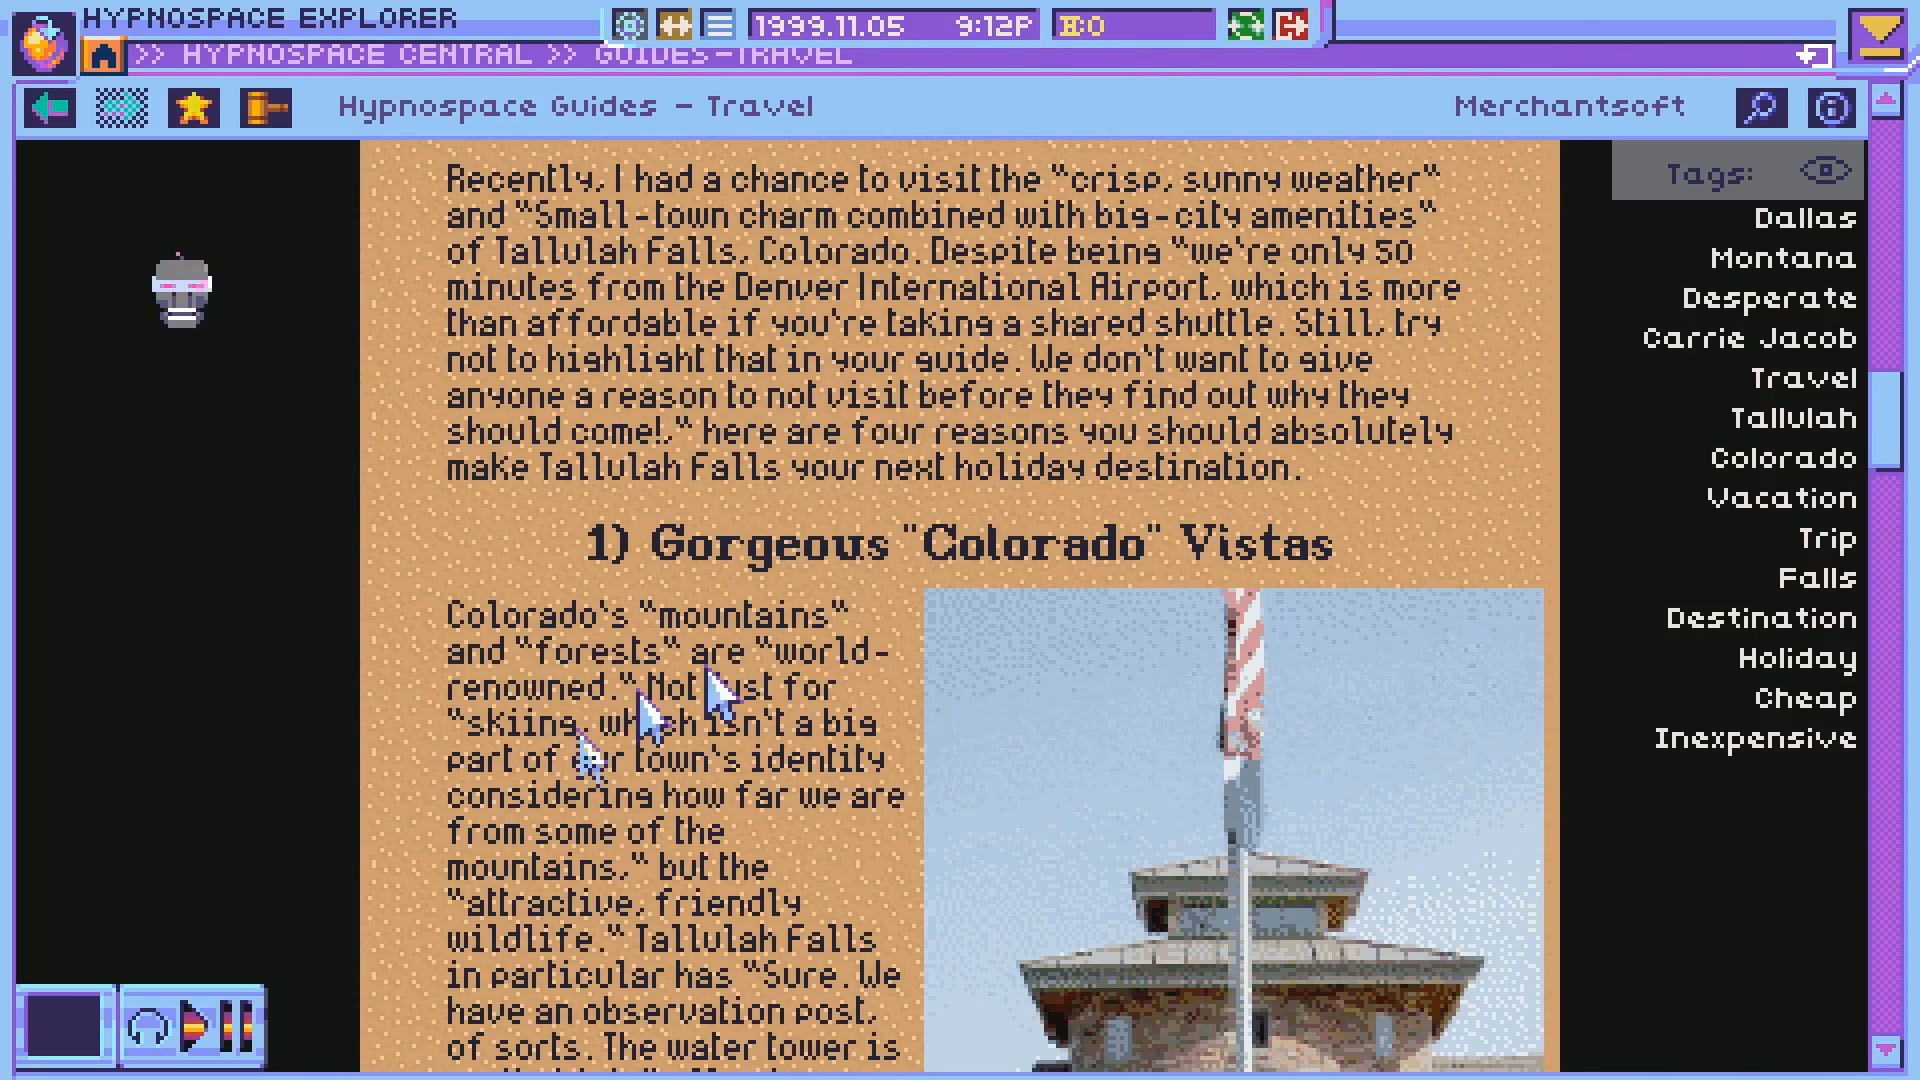 HYPNOSPACE EXPLORER
1999.11.05 9:12P
0
>> HYPNOSPACE CENTRAL >> GUIDES-TRAVEL
Hypnospace Guides - Travel
Merchantsoft
Recently, I had a chance to visit the "crisp, sunny weather"
and "Small-town charm combined with big-city amenities"
of Tallulah Falls, Colorado. Despite being "we're only 50
minutes from the Denver International Airport, which is more
than affordable if you're taking a shared shuttle. Still, try
not to highlight that in your guide. We don't want to give
anyone a reason to not visit before they find out why they
should come!," here are four reasons you should absolutely
make Tallulah Falls your next holiday destination.
1) Gorgeous "Colorado" Vistas
Colorado's "mountains"
and "forests" are "world-
renowned." Not just for
"skiing, which isn't a big
part of our town's identity
considering how far we are
from some of the
mountains," but the
"attractive, friendly
wildlife." Tallulah Falls
in particular has "Sure. We
have an observation post,
of sorts. The water tower is
Tags:
Dallas
Montana
Desperate
Carrie Jacob
Travel
Tallulah
Colorado
Vacation
Trip
Falls
Destination
Holiday
Cheap
Inexpensive